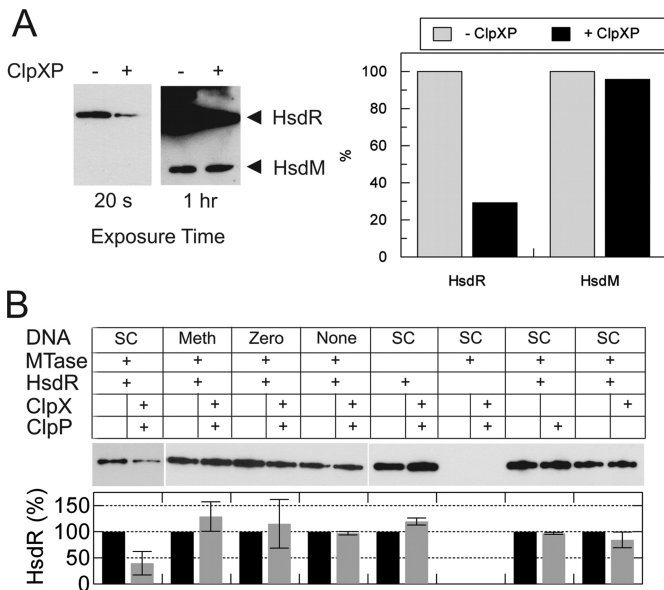 A
- ClpXP + ClpXP
ClpXP - + - +
HsdR
HsdM
20 s 1 hr
Exposure Time
100
80
60
40
20
0
%
HsdR HsdM
B
DNA SC Meth Zero None SC SC SC SC
MTase + + + + + + +
HsdR + + + + + + +
ClpX + + + + + + +
ClpP + + + + + + +
HsdR (%)
150
100
50
0